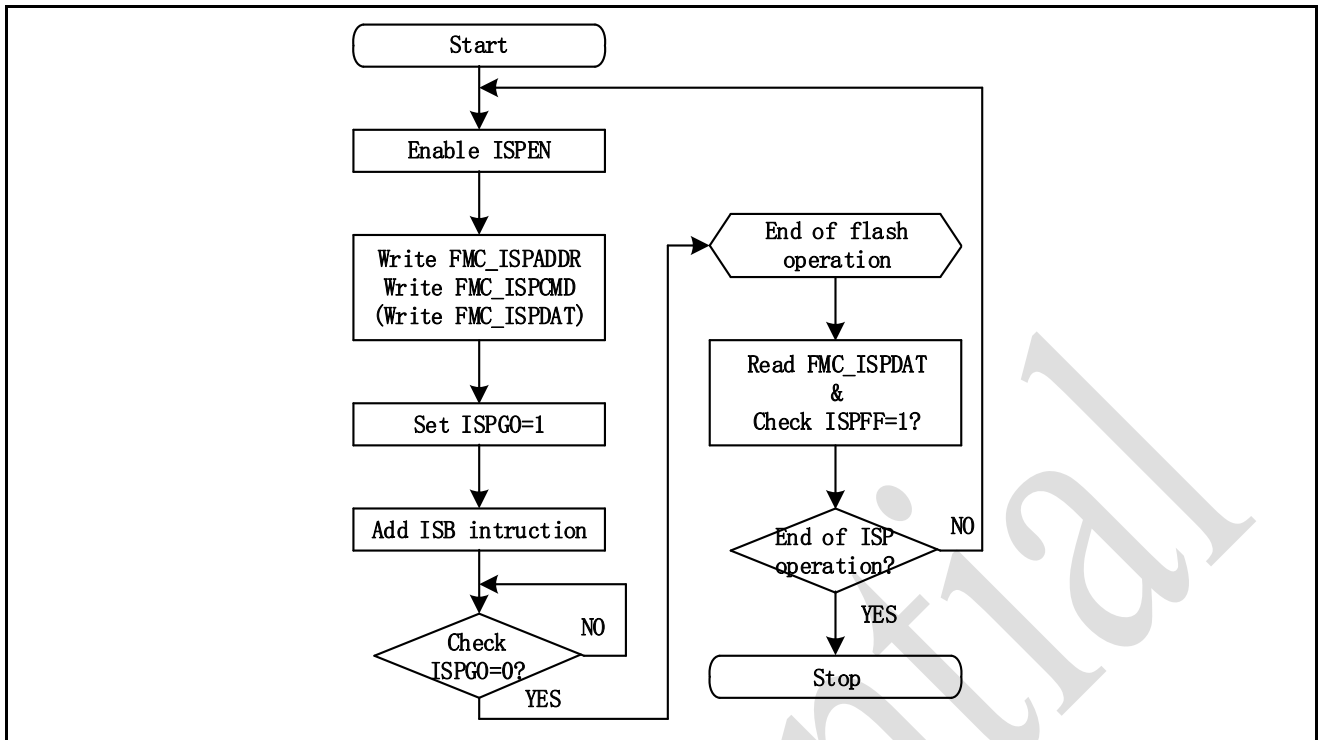 Start
Enable ISPEN
Write FMC_ISPADDR
Write FMC_ISPCMD
(Write FMC_ISPDAT)
Set ISPGO=1
Add ISB intruction
Check
ISPGO=0?
NO
YES
End of flash
operation
Read FMC_ISPDAT
&
Check ISPFF=1?
End of ISP
operation?
NO
YES
Stop
ntial